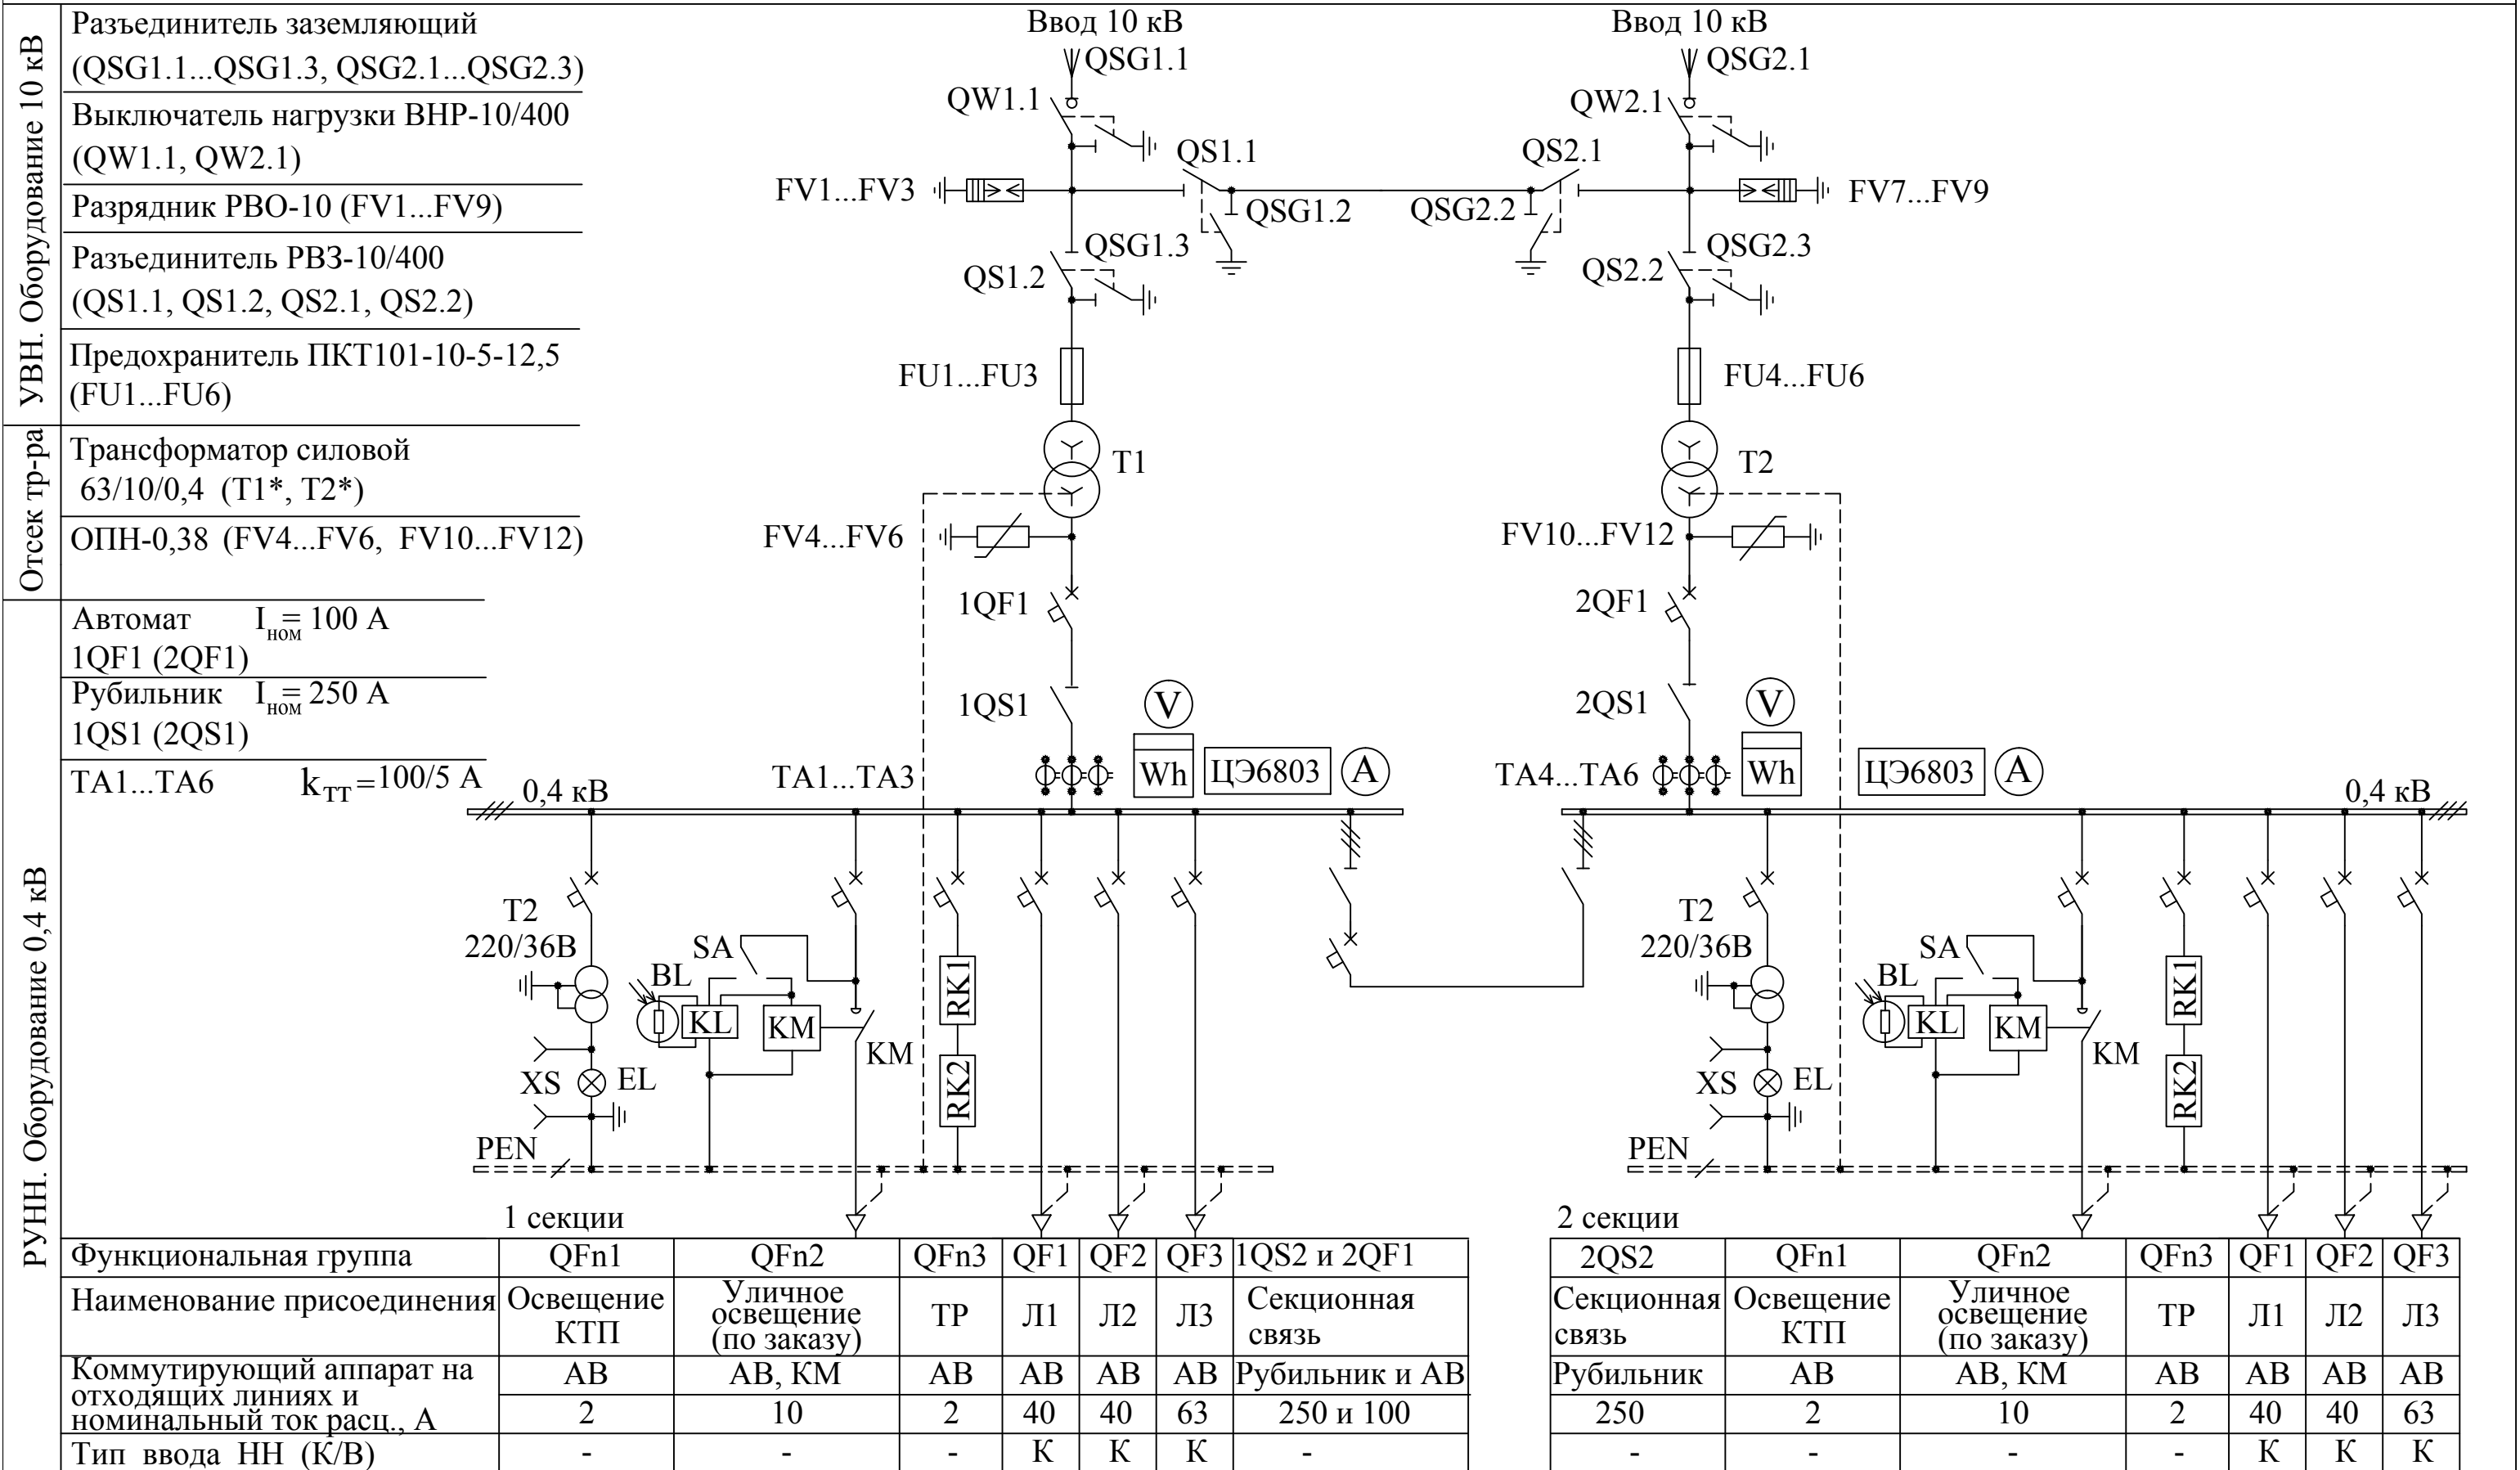 УВН. Оборудование 10 кВ
Разъединитель заземляющий
(QSG1.1...QSG1.3, QSG2.1...QSG2.3)
Выключатель нагрузки ВНР-10/400
(QW1.1, QW2.1)
Разрядник РВО-10 (FV1...FV9)
Разъединитель РВЗ-10/400
(QS1.1, QS1.2, QS2.1, QS2.2)
Предохранитель ПКТ101-10-5-12,5
(FU1...FU6)
Отсек тр-ра
Трансформатор силовой
63/10/0,4 (Т1*, Т2*)
ОПН-0,38 (FV4...FV6, FV10...FV12)
РУНН. Оборудование 0,4 кВ
Автомат Iном = 100 А
1QF1 (2QF1)
Рубильник Iном = 250 А
1QS1 (2QS1)
ТА1...ТА6 kТТ = 100/5 А
Ввод 10 кВ
QSG1.1
QW1.1
QS1.1
FV1...FV3
QSG1.2
QSG1.3
QS1.2
FU1...FU3
Т1
FV4...FV6
1QF1
1QS1
V
Wh
ЦЭ6803
A
ТА1...ТА3
0,4 кВ
Ввод 10 кВ
QSG2.1
QW2.1
QS2.1
FV7...FV9
QSG2.2
QSG2.3
QS2.2
FU4...FU6
Т2
FV10...FV12
2QF1
2QS1
V
Wh
ЦЭ6803
A
ТА4...ТА6
0,4 кВ
Т2
220/36В
SA
BL
KL
KM
KM
RK1
RK2
XS
EL
PEN
1 секции
Т2
220/36В
SA
BL
KL
KM
KM
RK1
RK2
XS
EL
PEN
2 секции
Функциональная группа QFn1 QFn2 QFn3 QF1 QF2 QF3 1QS2 и 2QF1 2QS2 QFn1 QFn2 QFn3 QF1 QF2 QF3
Наименование присоединения
Освещение
КТП
Уличное
освещение
(по заказу)
ТР
Л1
Л2
Л3
Секционная
связь
Секционная
связь
Освещение
КТП
Уличное
освещение
(по заказу)
ТР
Л1
Л2
Л3
Коммутирующий аппарат на
отходящих линиях и
номинальный ток расц., А
АВ АВ, КМ АВ АВ АВ АВ Рубильник и АВ Рубильник АВ АВ, КМ АВ АВ АВ АВ
2 10 2 40 40 63 250 и 100 250 2 10 2 40 40 63
Тип ввода НН (К/В) - - - К К К - - - - - К К К